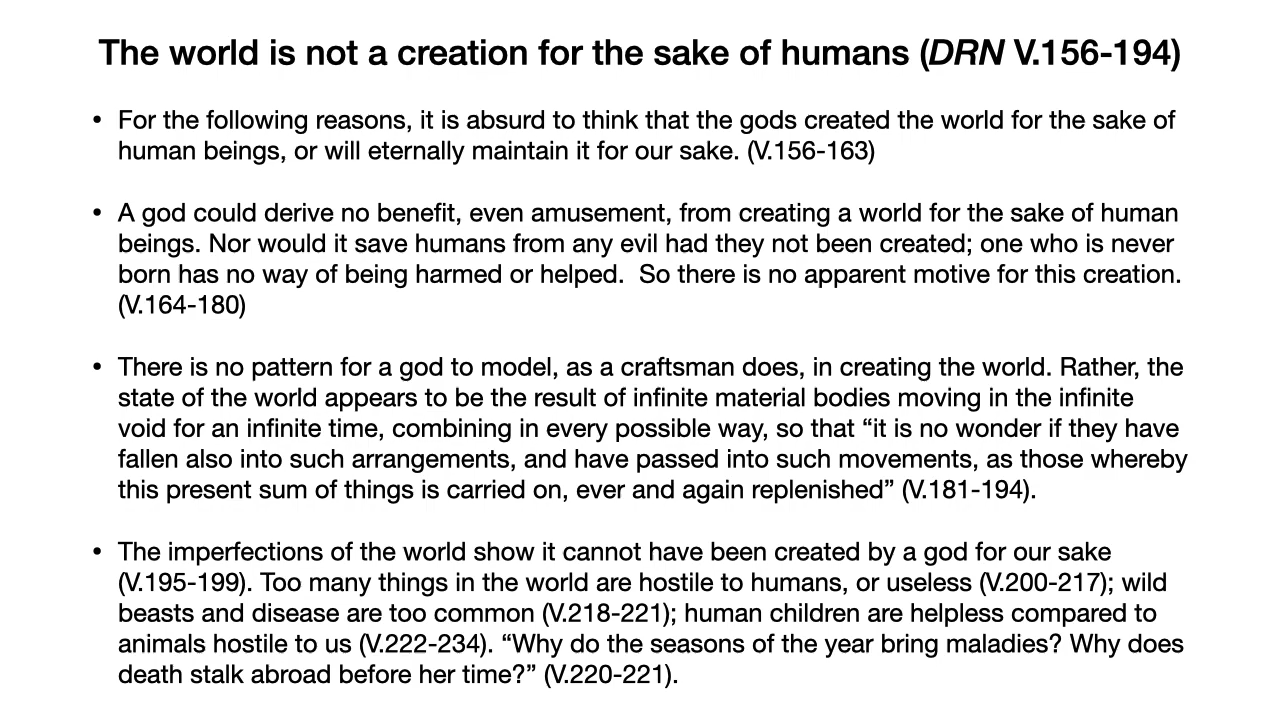 The world is not a creation for the sake of humans (DRN V.156-194)
• For the following reasons, it is absurd to think that the gods created the world for the sake of
human beings, or will eternally maintain it for our sake. (V.156-163)
• A god could derive no benefit, even amusement, from creating a world for the sake of human
beings. Nor would it save humans from any evil had they not been created; one who is never
born has no way of being harmed or helped.  So there is no apparent motive for this creation.
(V.164-180)
• There is no pattern for a god to model, as a craftsman does, in creating the world. Rather, the
state of the world appears to be the result of infinite material bodies moving in the infinite
void for an infinite time, combining in every possible way, so that “it is no wonder if they have
fallen also into such arrangements, and have passed into such movements, as those whereby
this present sum of things is carried on, ever and again replenished” (V.181-194).
• The imperfections of the world show it cannot have been created by a god for our sake
(V.195-199). Too many things in the world are hostile to humans, or useless (V.200-217); wild
beasts and disease are too common (V.218-221); human children are helpless compared to
animals hostile to us (V.222-234). “Why do the seasons of the year bring maladies? Why does
death stalk abroad before her time?” (V.220-221).